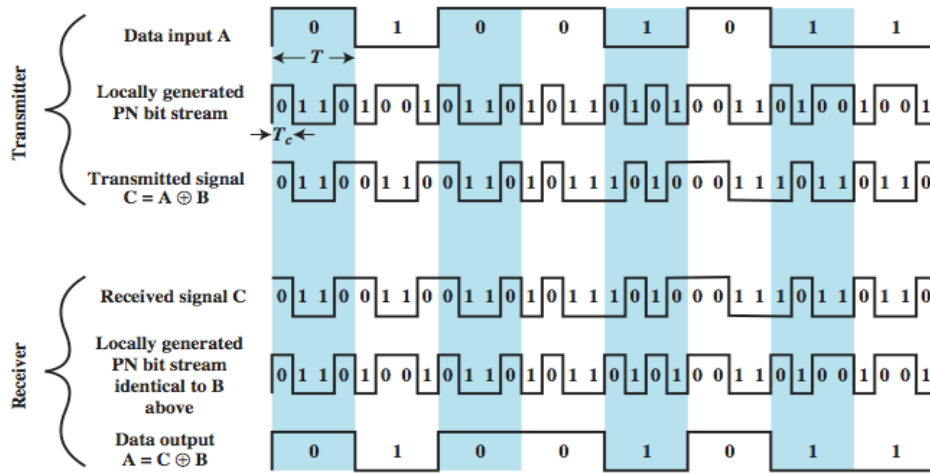 Transmitter
Data input A
0 1 0 0 1 0 1 1
T
Locally generated
PN bit stream
0 1 1 0 1 0 0 1 0 1 1 0 1 0 1 1 0 1 0 1 0 0 1 1 0 1 0 0 1 0 0 1
Tc
Transmitted signal
C = A ⊕ B
0 1 1 0 0 1 1 0 0 1 1 0 1 0 1 1 1 0 1 0 0 0 1 1 1 0 1 1 0 1 1 0
Receiver
Received signal C
0 1 1 0 0 1 1 0 0 1 1 0 1 0 1 1 1 0 1 0 0 0 1 1 1 0 1 1 0 1 1 0
Locally generated
PN bit stream
identical to B
above
0 1 1 0 1 0 0 1 0 1 1 0 1 0 1 1 0 1 0 1 0 0 1 1 0 1 0 0 1 0 0 1
Data output
A = C ⊕ B
0 1 0 0 1 0 1 1